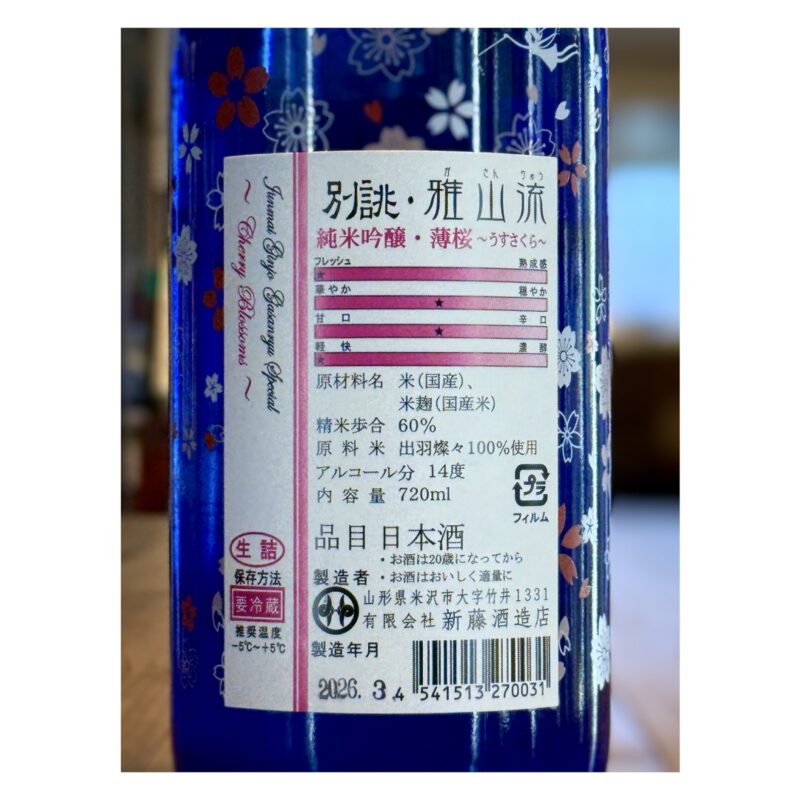 Junmai Ginjo Gasanryu Special
～ Cherry Blossoms ～
が さん りゅう
別誂・雅山流
純米吟醸・薄桜～うすさくら～
フレッシュ 熟成感
★
華やか 穏やか
★
甘口 辛口
★
軽快 濃醇
★
原材料名 米(国産)、
米麹(国産米)
精米歩合 60%
原料米 出羽燦々100%使用
アルコール分 14度
内容量 720ml
プラ
フィルム
品目 日本酒
・お酒は20歳になってから
・お酒はおいしく適量に
製造者
山形県米沢市大字竹井1331
有限会社 新藤酒造店
製造年月
2026. 3
4 541513 270031
生詰
保存方法
要冷蔵
推奨温度
-5℃～+5℃